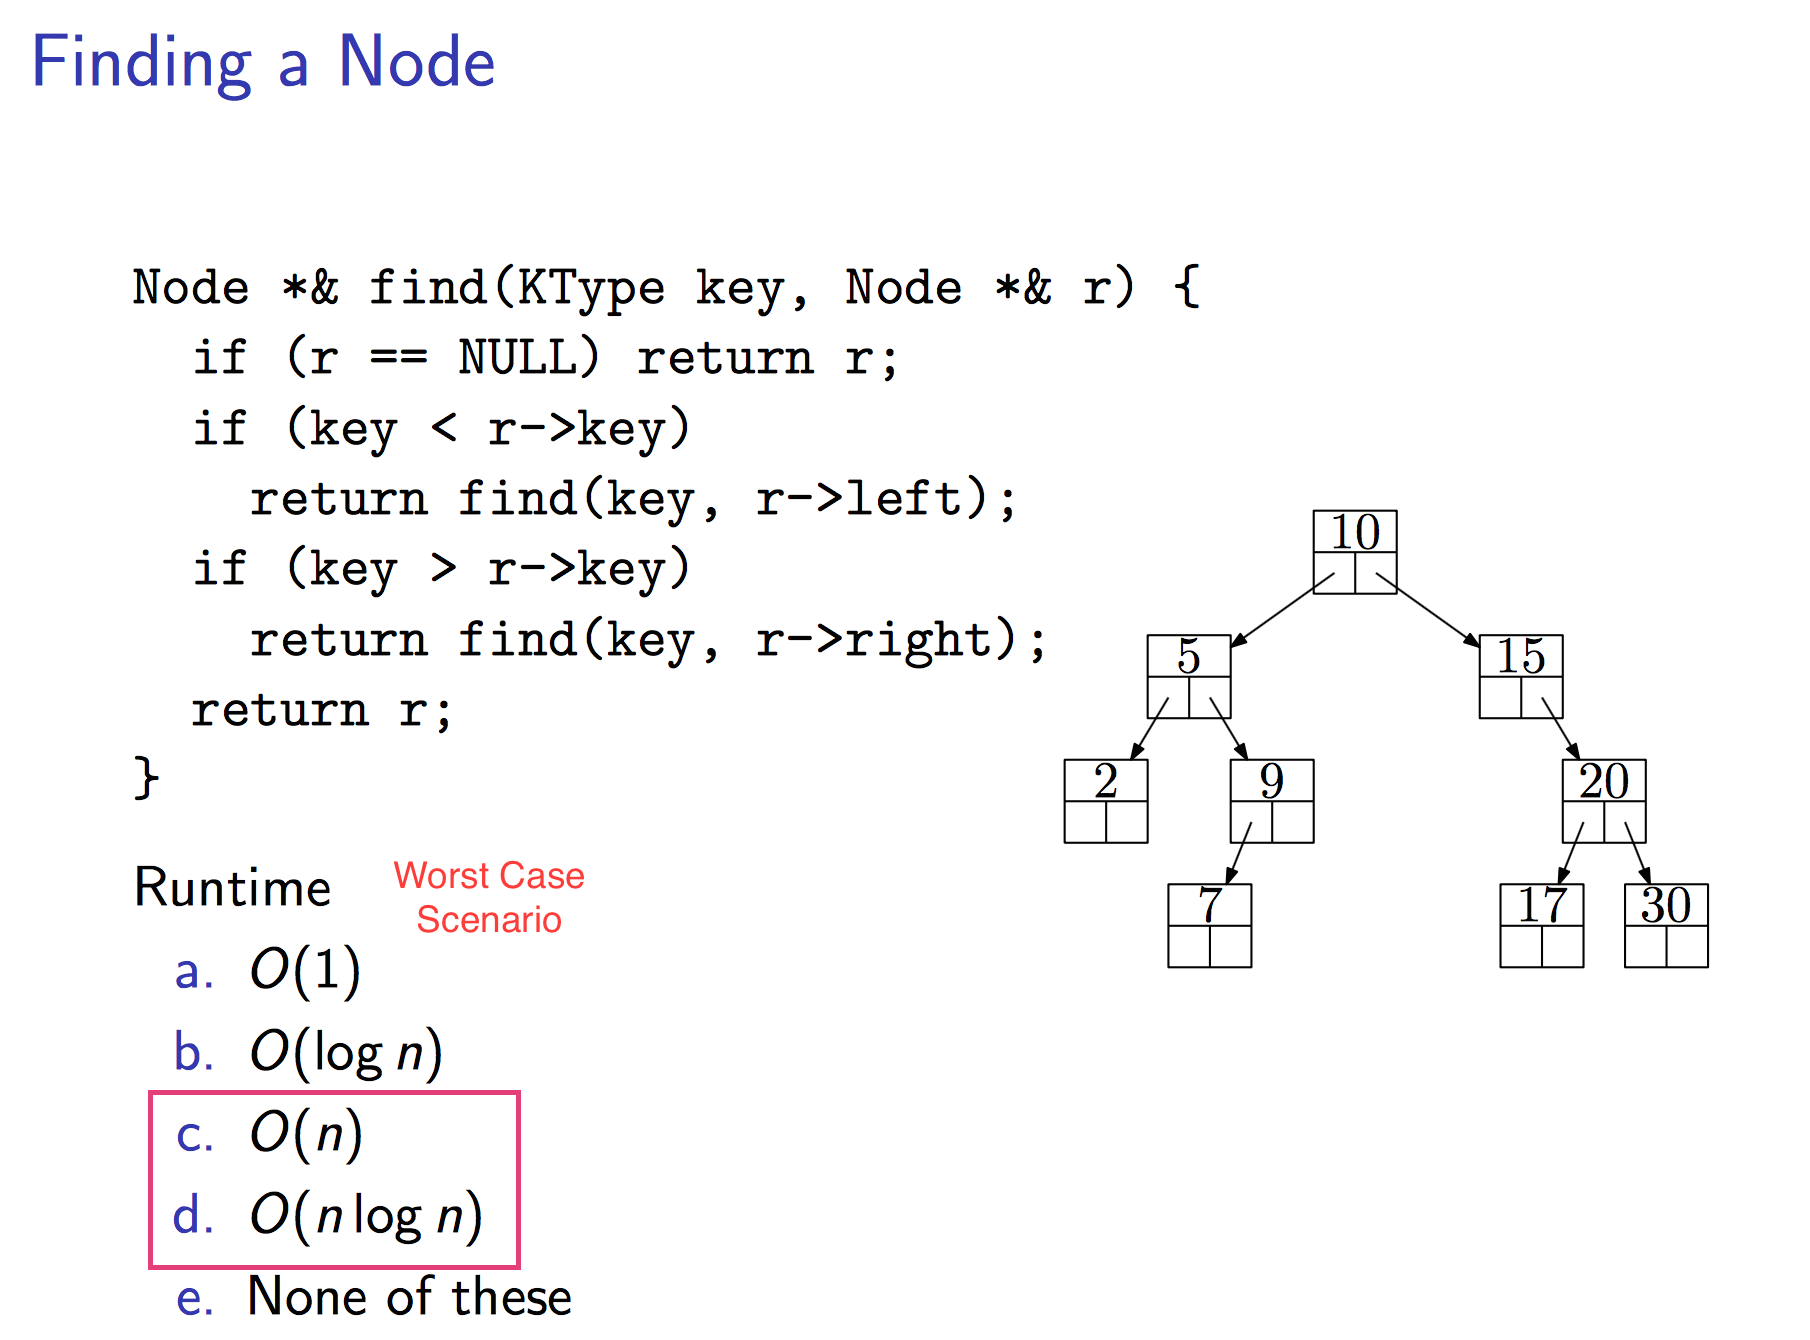 Finding a Node
Node *& find(KType key, Node *& r) {
if (r == NULL) return r;
if (key < r->key)
return find(key, r->left);
if (key > r->key)
return find(key, r->right);
return r;
}
10
5 15
2 9 20
7 17 30
Runtime
Worst Case
Scenario
a. O(1)
b. O(log n)
c. O(n)
d. O(n log n)
e. None of these